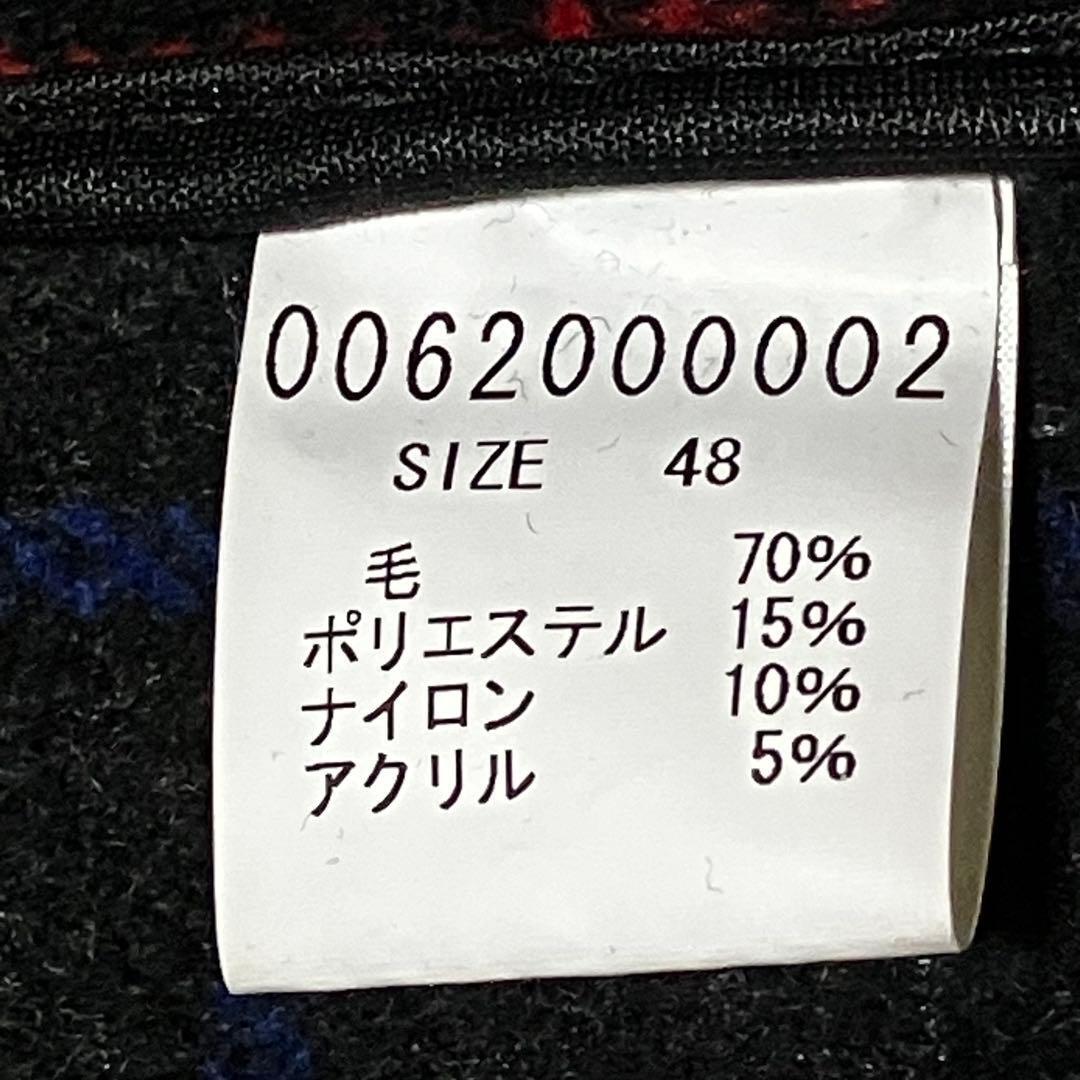 0062000002
SIZE 48
毛 70%
ポリエステル 15%
ナイロン 10%
アクリル 5%